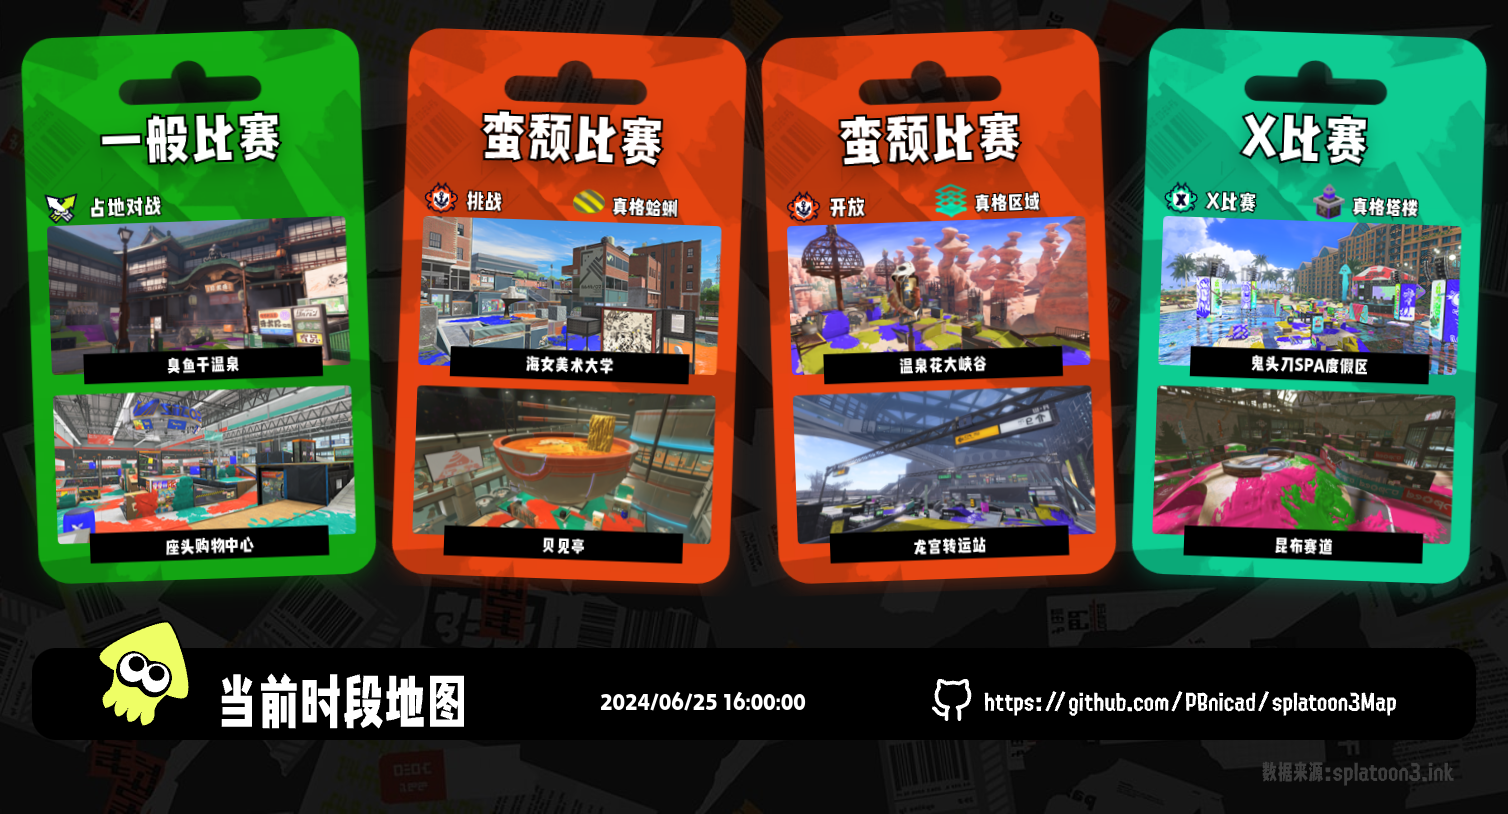 一般比赛
占地对战
臭鱼干温泉
座头购物中心
蛮颓比赛
挑战
真格蛤蜊
海女美术大学
贝见亭
蛮颓比赛
开放
真格区域
温泉花大峡谷
龙宫转运站
X比赛
X比赛
真格塔楼
鬼头刀SPA度假区
昆布赛道
当前时段地图
2024/06/25 16:00:00
https://github.com/PBnicad/splatoon3Map
数据来源:splatoon3.ink